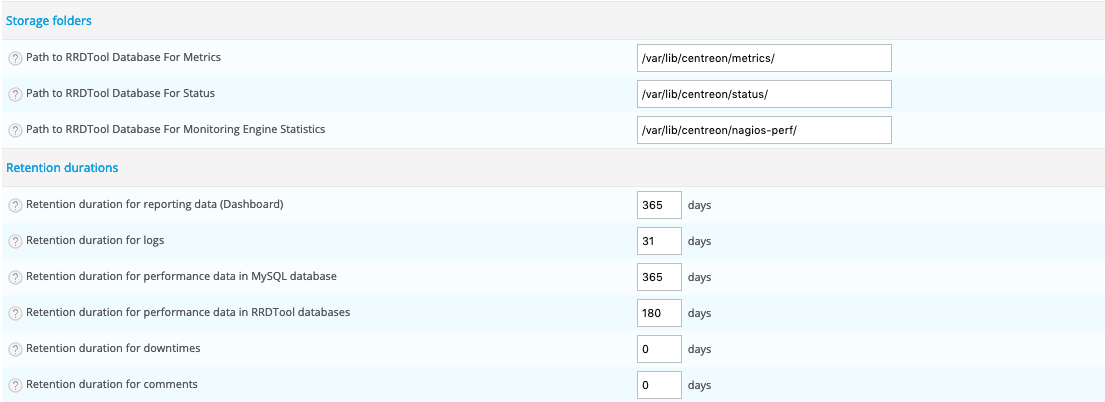 Storage folders
? Path to RRDTool Database For Metrics /var/lib/centreon/metrics/
? Path to RRDTool Database For Status /var/lib/centreon/status/
? Path to RRDTool Database For Monitoring Engine Statistics /var/lib/centreon/nagios-perf/
Retention durations
? Retention duration for reporting data (Dashboard) 365 days
? Retention duration for logs 31 days
? Retention duration for performance data in MySQL database 365 days
? Retention duration for performance data in RRDTool databases 180 days
? Retention duration for downtimes 0 days
? Retention duration for comments 0 days